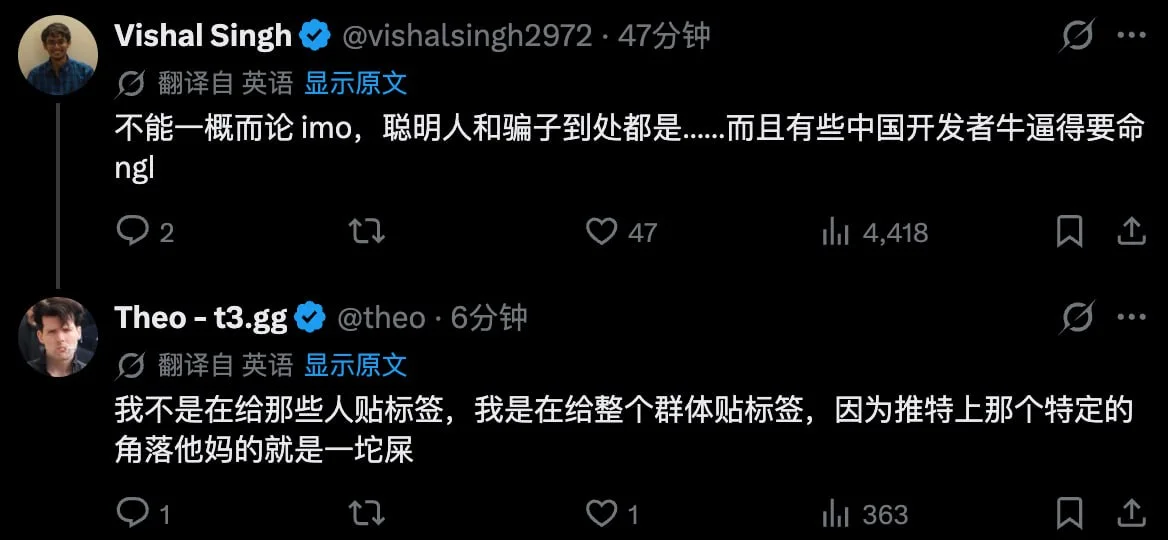 Vishal Singh @vishalsingh2972 · 47分钟
翻译自 英语 显示原文
不能一概而论 imo，聪明人和骗子到处都是……而且有些中国开发者牛逼得要命
ngl
2 47 4,418
Theo - t3.gg @theo · 6分钟
翻译自 英语 显示原文
我不是在给那些人贴标签，我是在给整个群体贴标签，因为推特上那个特定的
角落他妈的就是一坨屎
1 1 363